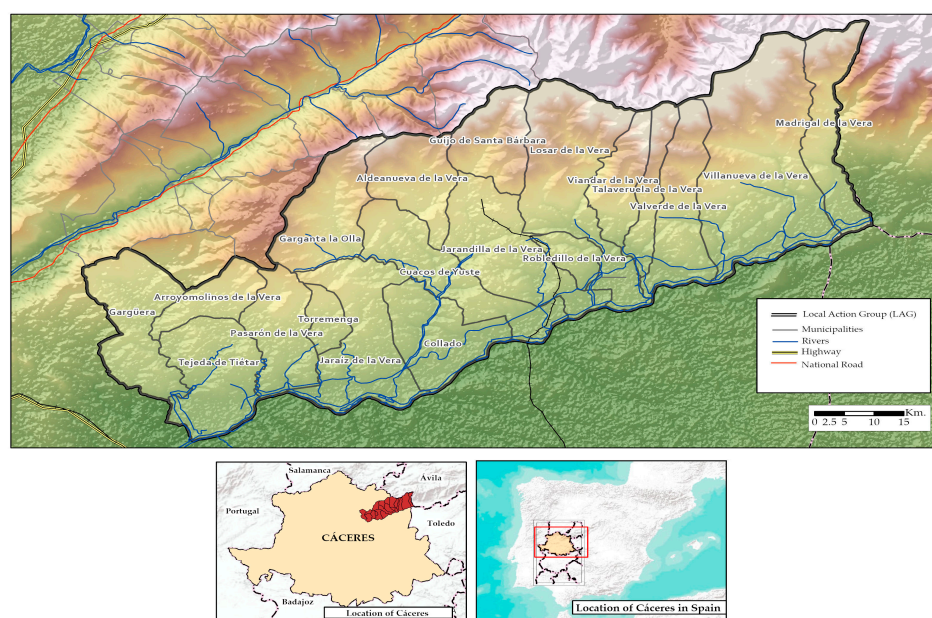 Madrigal de la Vera
Guijo de Santa Bárbara
Losar de la Vera
Aldeanueva de la Vera
Viandar de la Vera
Villanueva de la Vera
Talaveruela de la Vera
Valverde de la Vera
Garganta la Olla
Jarandilla de la Vera
Robledillo de la Vera
Cuacos de Yuste
Arroyomolinos de la Vera
Gargüera
Torremenga
Pasarón de la Vera
Collado
Tejeda de Tiétar
Jaraíz de la Vera
Local Action Group (LAG)
Municipalities
Rivers
Highway
National Road
Km.
0 2.5 5 10 15
Salamanca
Ávila
Portugal
Toledo
CÁCERES
Badajoz
Location of Cáceres
Location of Cáceres in Spain